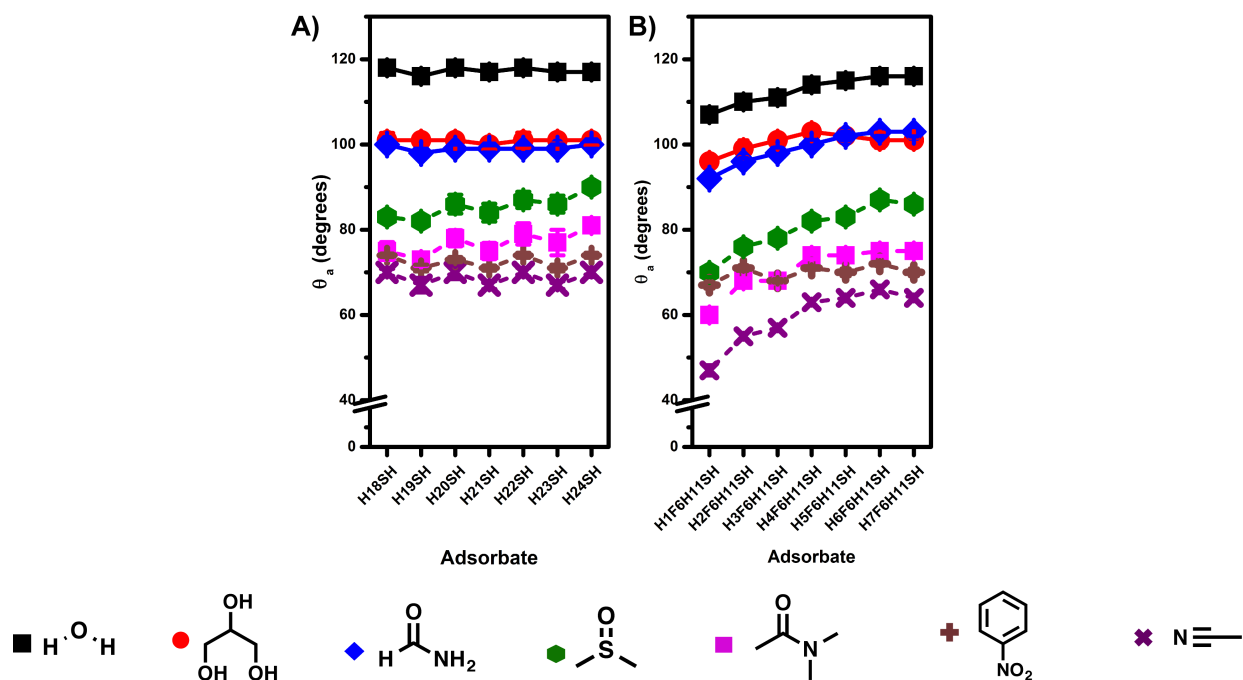 A)
B)
120
100
80
60
40
0
θa (degrees)
H18SH
H19SH
H20SH
H21SH
H22SH
H23SH
H24SH
Adsorbate
120
100
80
60
40
0
θa (degrees)
H1F6H11SH
H2F6H11SH
H3F6H11SH
H4F6H11SH
H5F6H11SH
H6F6H11SH
H7F6H11SH
Adsorbate
H O H
OH
OH OH
O
H NH2
O
S
O
N
NO2
N